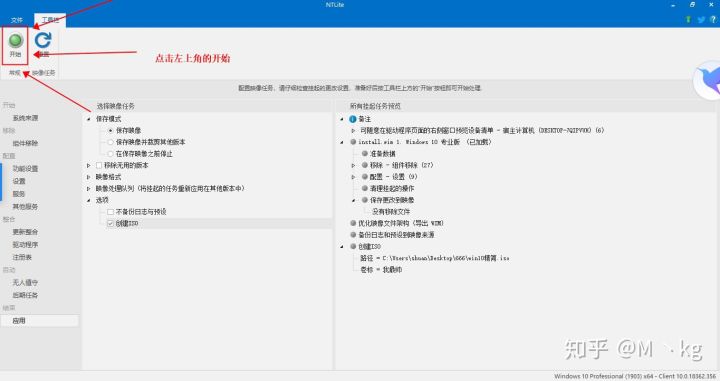 NTLite
文件
工具栏
开始
常规
映像任务
点击左上角的开始
配置映像任务，请仔细检查挂起的更改设置，准备好后按工具栏上方的“开始”按钮即可开始处理.
开始
系统来源
移除
组件移除
配置
功能设置
设置
服务
其他服务
整合
更新整合
驱动程序
注册表
自动
无人值守
后期任务
结果
应用
选择映像任务
保存模式
保存映像
保存映像并裁剪其他版本
在保存映像之前停止
移除无用的版本
映像格式
映像处理队列 (将挂起的任务重新应用在其他版本中)
选项
不备份日志与预设
创建ISO
所有挂起任务预览
备注
可随意在驱动程序页面的右侧窗口预览设备清单 - 宿主计算机 (DESKTOP-7QIPVVK) (6)
install.wim 1. Windows 10 专业版 (已加载)
准备数据
移除 - 组件移除 (27)
配置 - 设置 (9)
清理挂起的操作
保存更改到映像
没有移除文件
优化映像文件架构 (导出 WIM)
备份日志和预设到映像来源
创建ISO
路径 = C:\Users\shuan\Desktop\666\win10精简.iso
卷标 = 我最帅
知乎 @M丶kg
Windows 10 Professional (1903) x64 - Client 10.0.18362.356